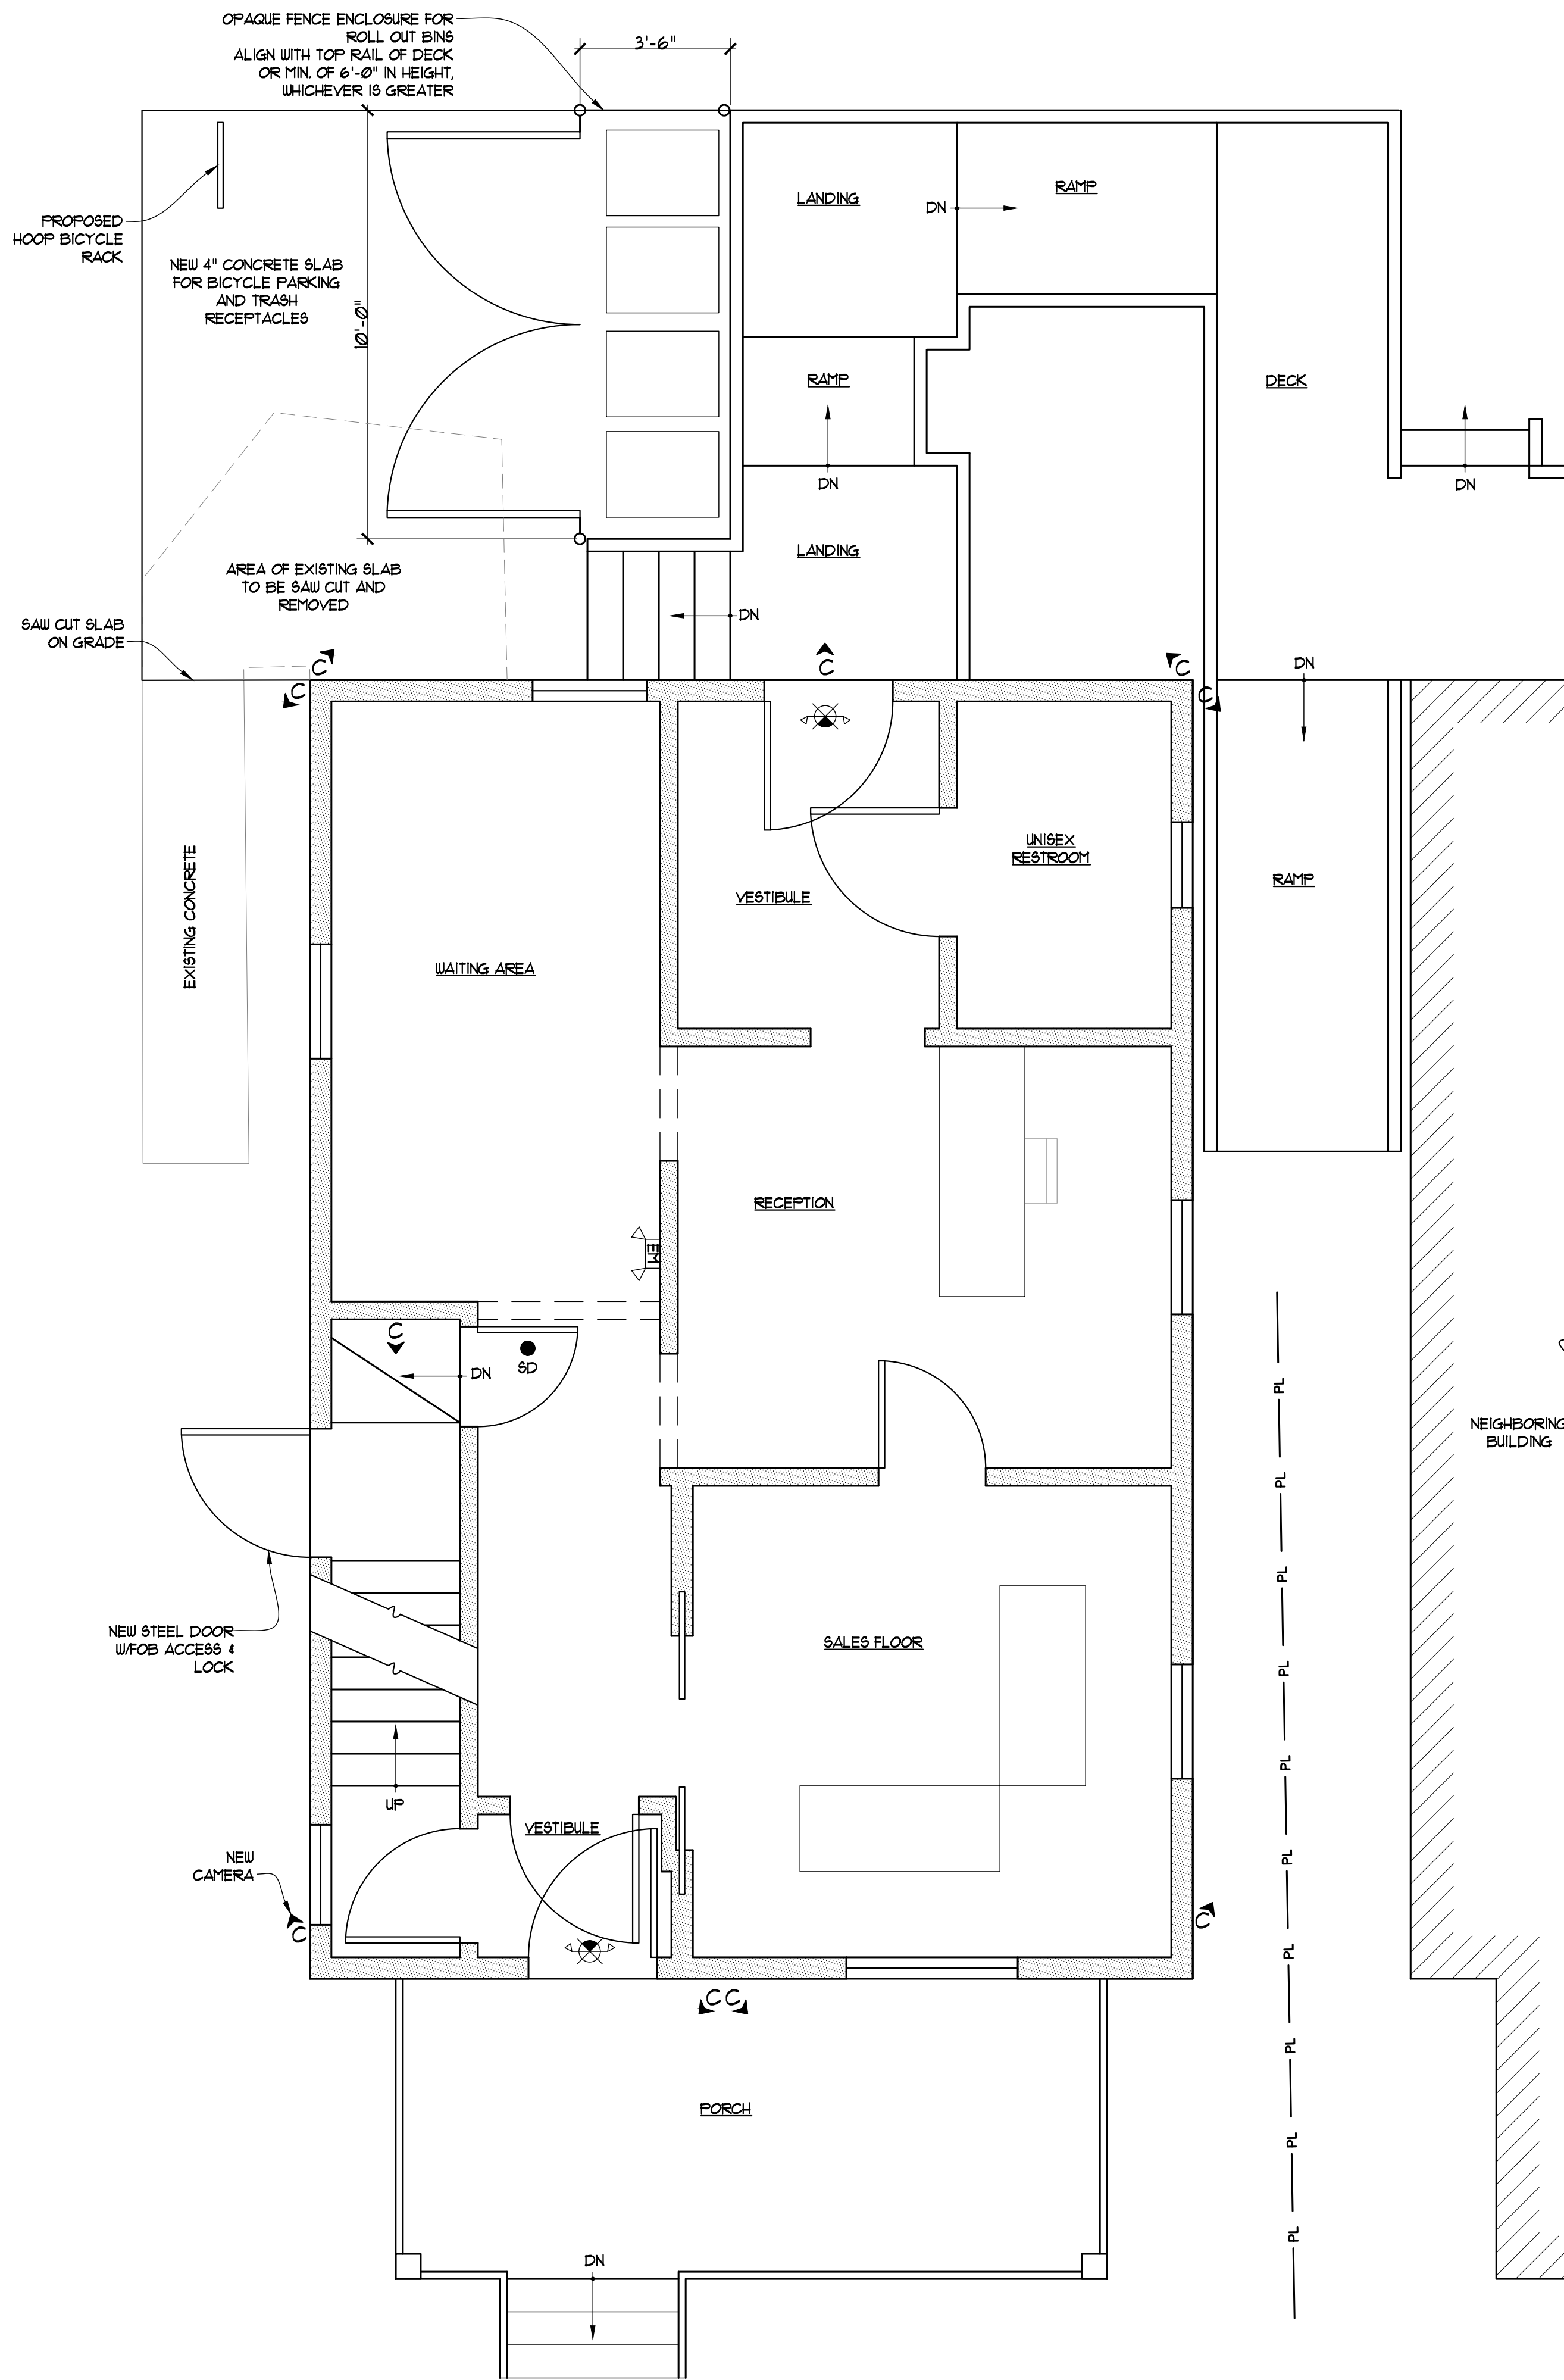 OPAQUE FENCE ENCLOSURE FOR
ROLL OUT BINS
ALIGN WITH TOP RAIL OF DECK
OR MIN. OF 6'-0" IN HEIGHT,
WHICHEVER IS GREATER
3'-6"
PROPOSED
HOOP BICYCLE
RACK
NEW 4" CONCRETE SLAB
FOR BICYCLE PARKING
AND TRASH
RECEPTACLES
10'-0"
LANDING
DN
RAMP
RAMP
DN
DECK
DN
LANDING
AREA OF EXISTING SLAB
TO BE SAW CUT AND
REMOVED
DN
SAW CUT SLAB
ON GRADE
C
C
C
C
C
DN
EXISTING CONCRETE
UNISEX
RESTROOM
VESTIBULE
RAMP
WAITING AREA
RECEPTION
EM
C
DN
SD
PL
NEIGHBORING
BUILDING
PL
PL
NEW STEEL DOOR
W/FOB ACCESS &
LOCK
SALES FLOOR
PL
PL
UP
VESTIBULE
PL
NEW
CAMERA
C
C
PL
C C
PL
PORCH
PL
DN
PL